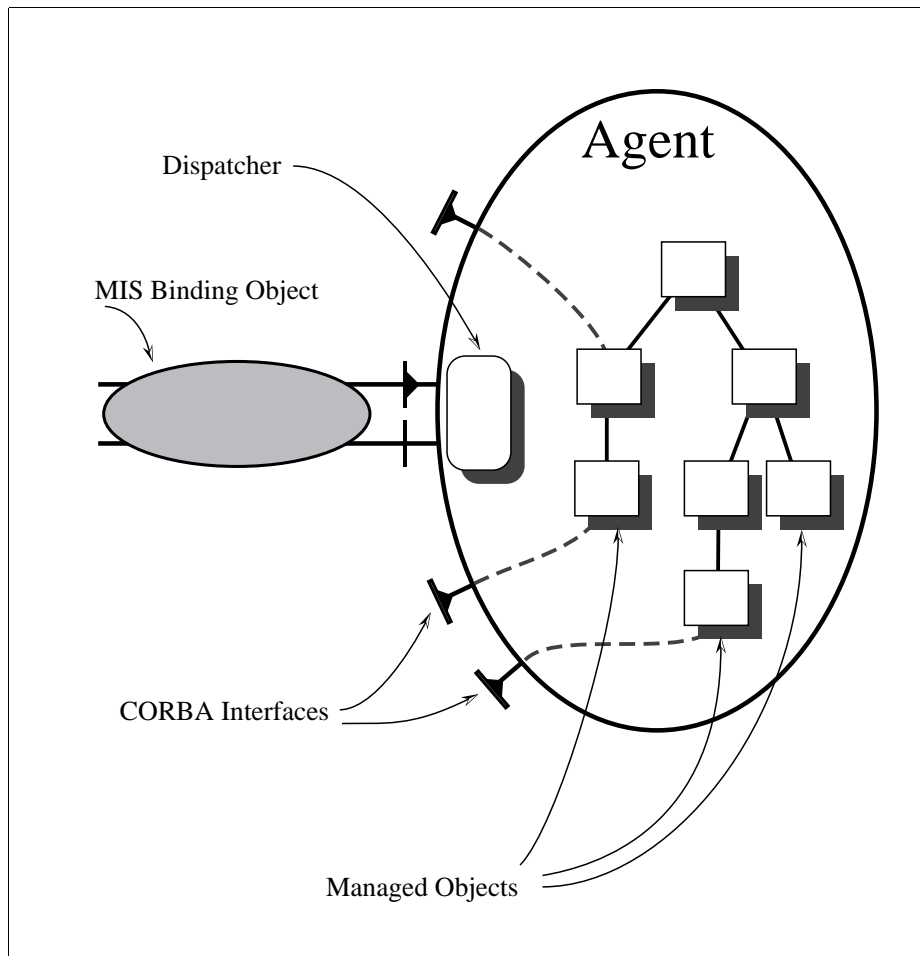 Agent
Dispatcher
MIS Binding Object
CORBA Interfaces
Managed Objects